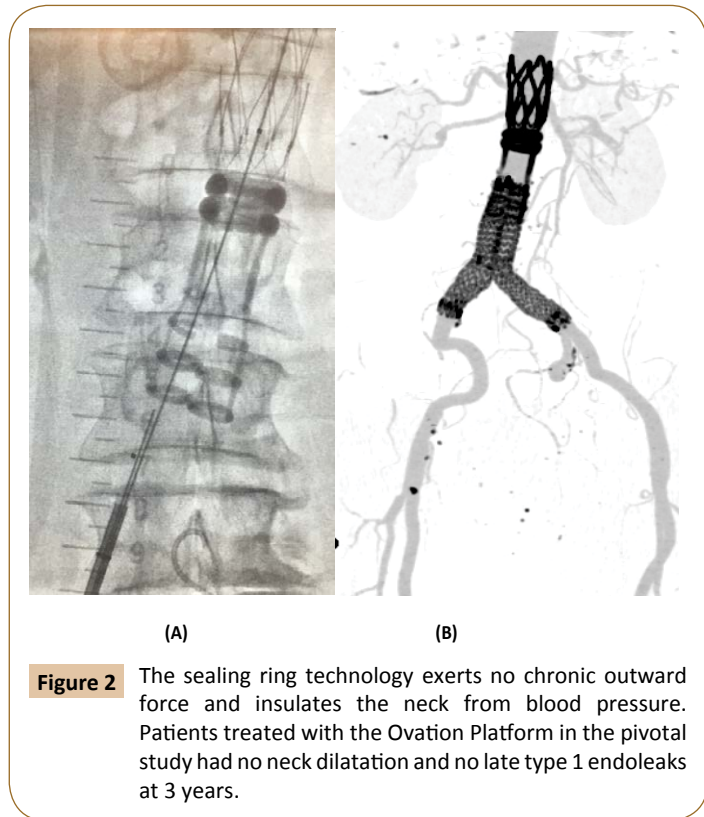 3
9
(A)
(B)
Figure 2
The sealing ring technology exerts no chronic outward
force and insulates the neck from blood pressure.
Patients treated with the Ovation Platform in the pivotal
study had no neck dilatation and no late type 1 endoleaks
at 3 years.